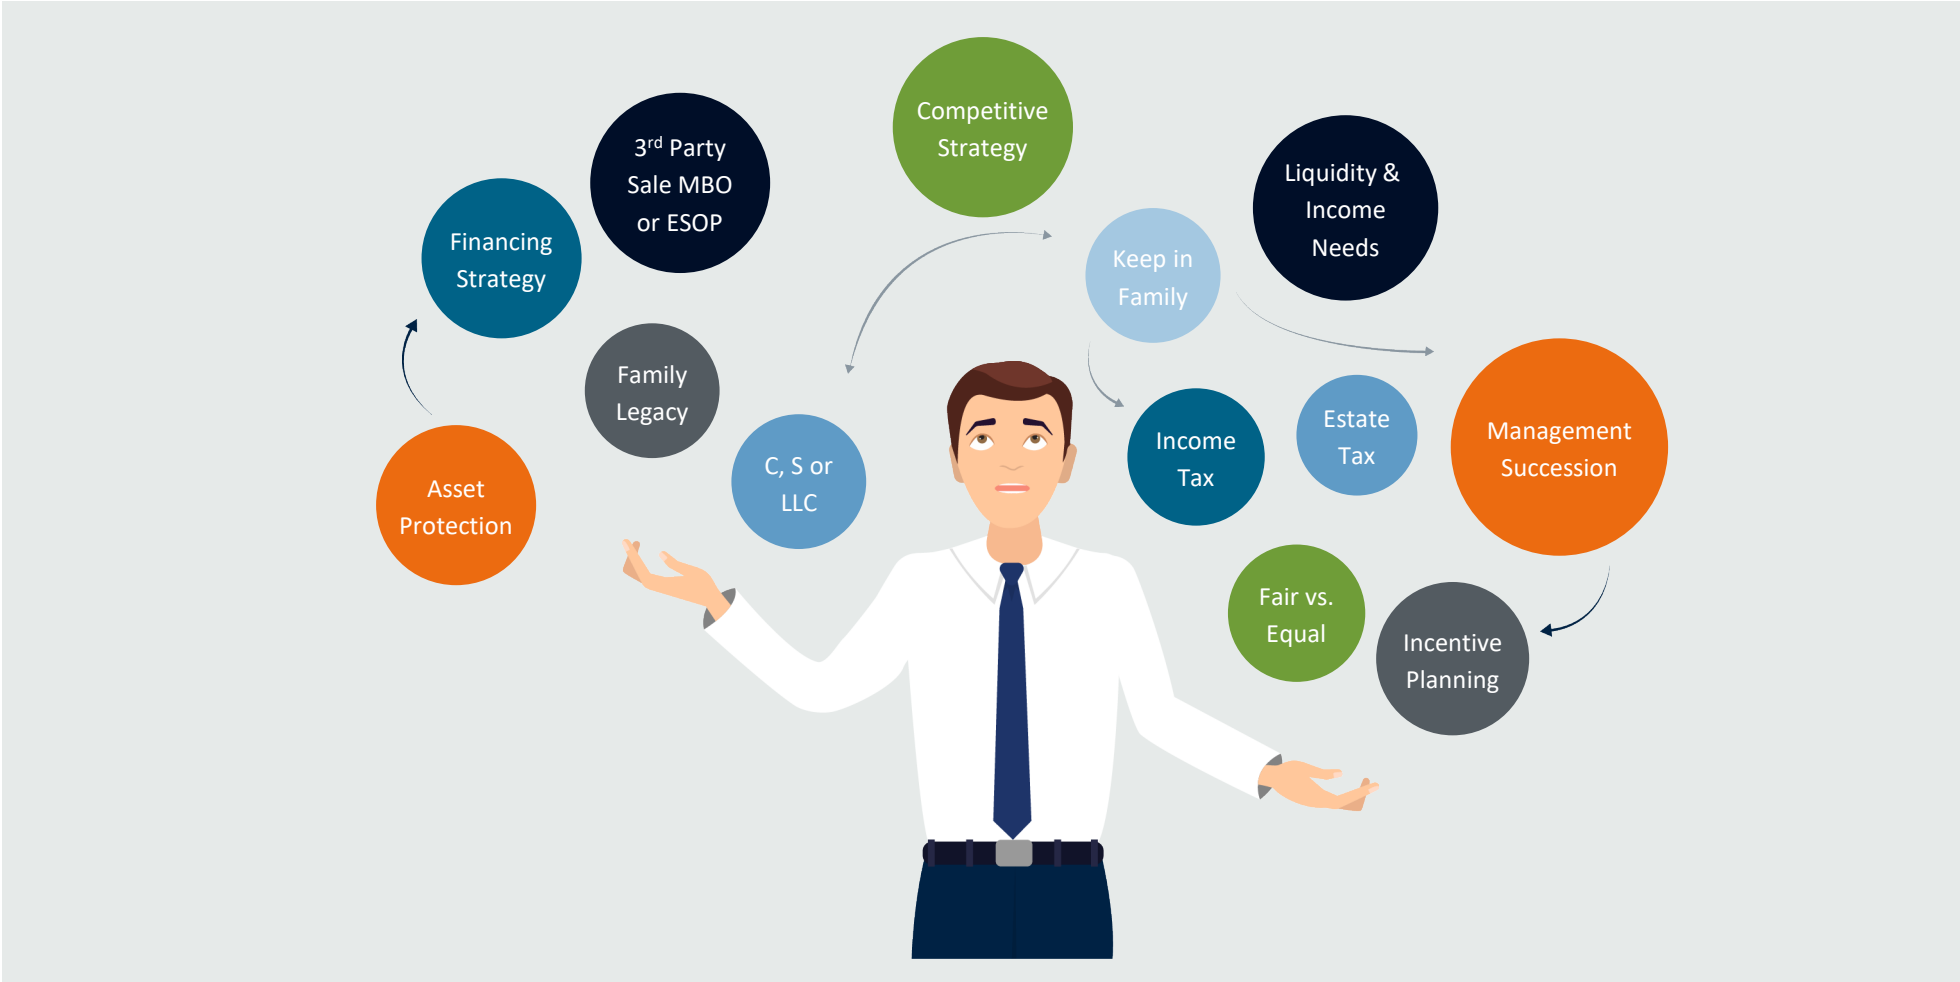 Competitive
Strategy
3rd Party
Sale MBO
or ESOP
Liquidity &
Income
Needs
Financing
Strategy
Keep in
Family
Family
Legacy
Estate
Tax
Management
Succession
Income
Tax
C, S or
LLC
Asset
Protection
Fair vs.
Equal
Incentive
Planning